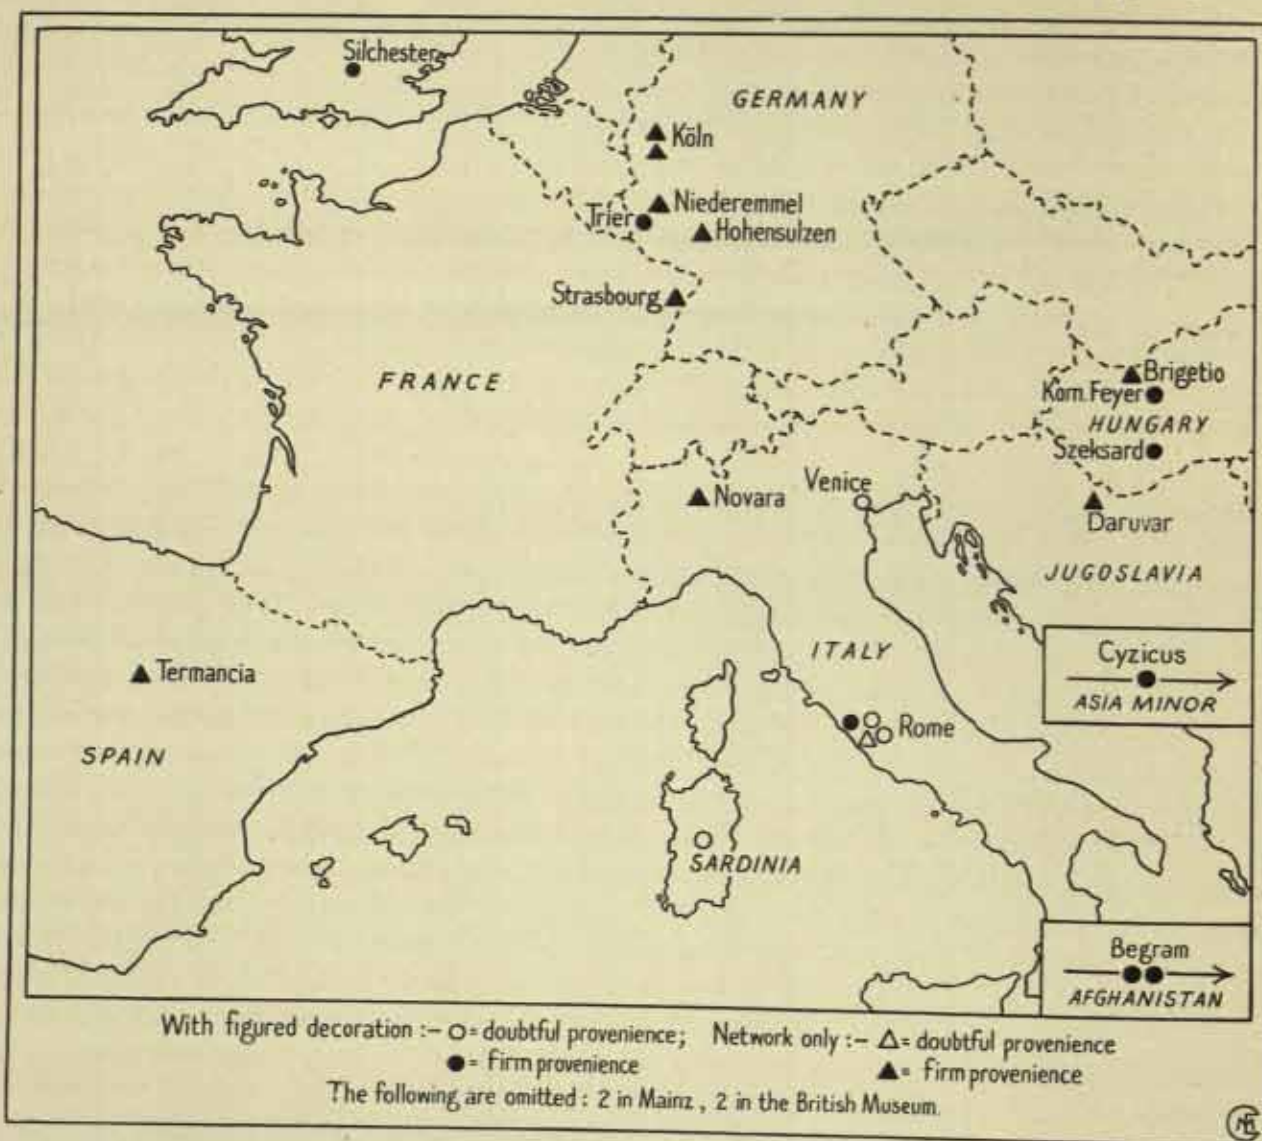 Silchester
GERMANY
Köln
Niederemmel
Trier
Hohensulzen
Strasbourg
FRANCE
Brigetio
Kom. Feyer
HUNGARY
Szeksard
Venice
Novara
Daruvar
JUGOSLAVIA
Termancia
ITALY
Cyzicus
ASIA MINOR
SPAIN
Rome
SARDINIA
Begram
AFGHANISTAN
With figured decoration :- ○ = doubtful provenience; Network only :- △ = doubtful provenience
● = firm provenience ▲ = firm provenience
The following are omitted : 2 in Mainz, 2 in the British Museum.